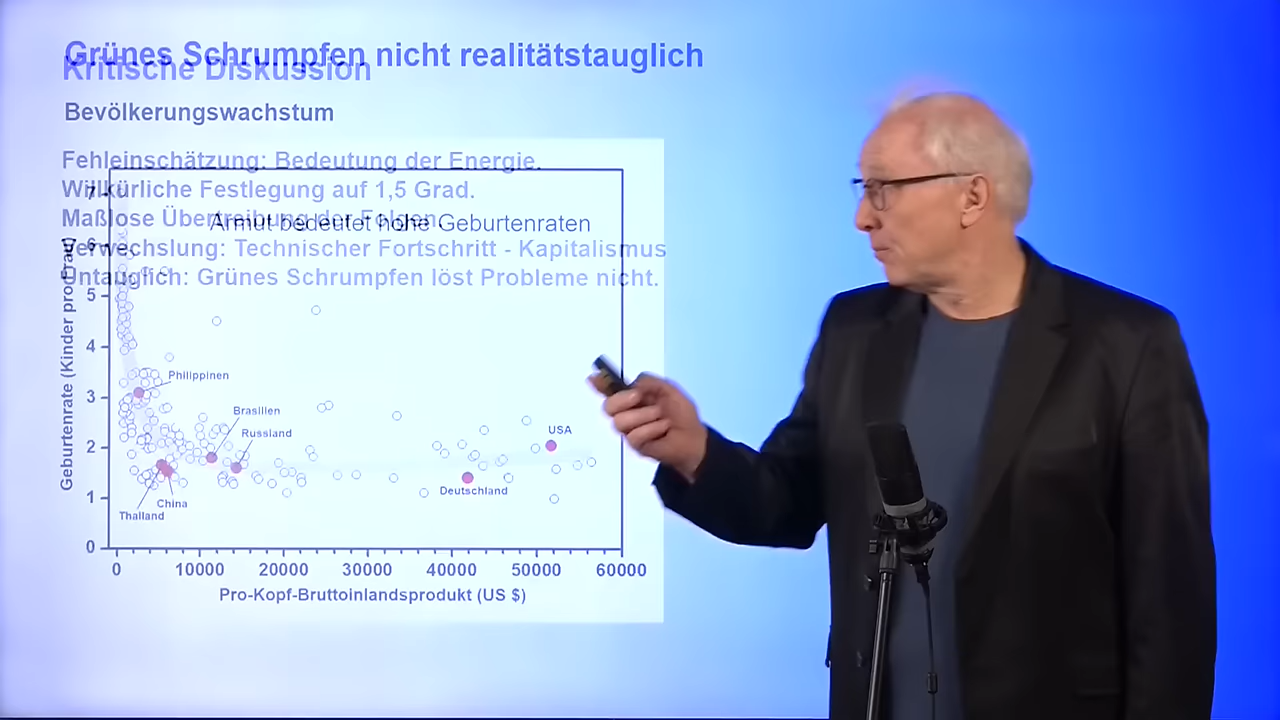 Grünes Schrumpfen nicht realitätstauglich
Kritische Diskussion
Bevölkerungswachstum
Fehleinschätzung: Bedeutung der Energie.
Willkürliche Festlegung auf 1,5 Grad.
Maßlose Übertreibung der Folgen.
Armut bedeutet hohe Geburtenraten
Verwechslung: Technischer Fortschritt - Kapitalismus
Untauglich: Grünes Schrumpfen löst Probleme nicht.
Geburtenrate (Kinder pro Frau)
7
6
5
4
3
2
1
0
Philippinen
Brasilien
Russland
USA
Deutschland
China
Thailand
0 10000 20000 30000 40000 50000 60000
Pro-Kopf-Bruttoinlandsprodukt (US $)